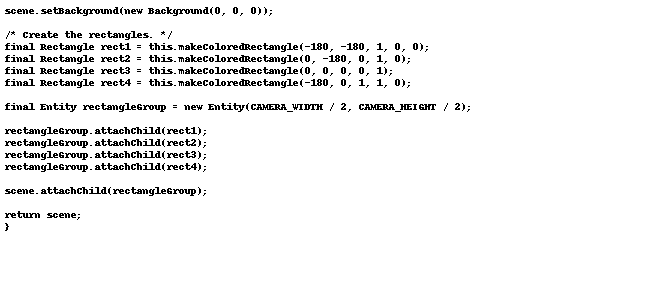 scene.setBackground(new Background(0, 0, 0));
/* Create the rectangles. */
final Rectangle rect1 = this.makeColoredRectangle(-180, -180, 1, 0, 0);
final Rectangle rect2 = this.makeColoredRectangle(0, -180, 0, 1, 0);
final Rectangle rect3 = this.makeColoredRectangle(0, 0, 0, 0, 1);
final Rectangle rect4 = this.makeColoredRectangle(-180, 0, 1, 1, 0);
final Entity rectangleGroup = new Entity(CAMERA_WIDTH / 2, CAMERA_HEIGHT / 2);
rectangleGroup.attachChild(rect1);
rectangleGroup.attachChild(rect2);
rectangleGroup.attachChild(rect3);
rectangleGroup.attachChild(rect4);
scene.attachChild(rectangleGroup);
return scene;
}